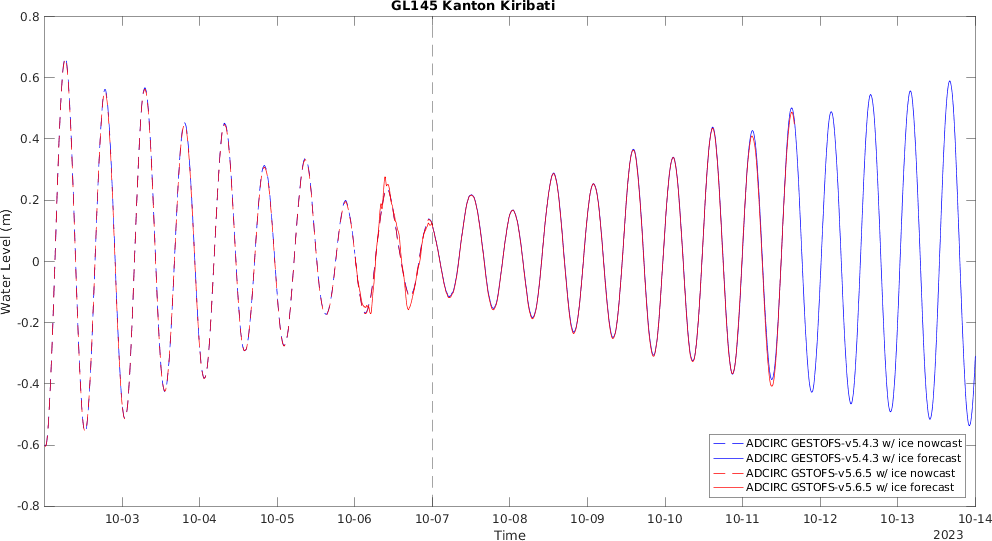 GL145 Kanton Kiribati
0.8
0.6
0.4
0.2
0
-0.2
-0.4
-0.6
-0.8
Water Level (m)
ADCIRC GESTOFS-v5.4.3 w/ ice nowcast
ADCIRC GESTOFS-v5.4.3 w/ ice forecast
ADCIRC GSTOFS-v5.6.5 w/ ice nowcast
ADCIRC GSTOFS-v5.6.5 w/ ice forecast
10-03 10-04 10-05 10-06 10-07 10-08 10-09 10-10 10-11 10-12 10-13 10-14
Time
2023